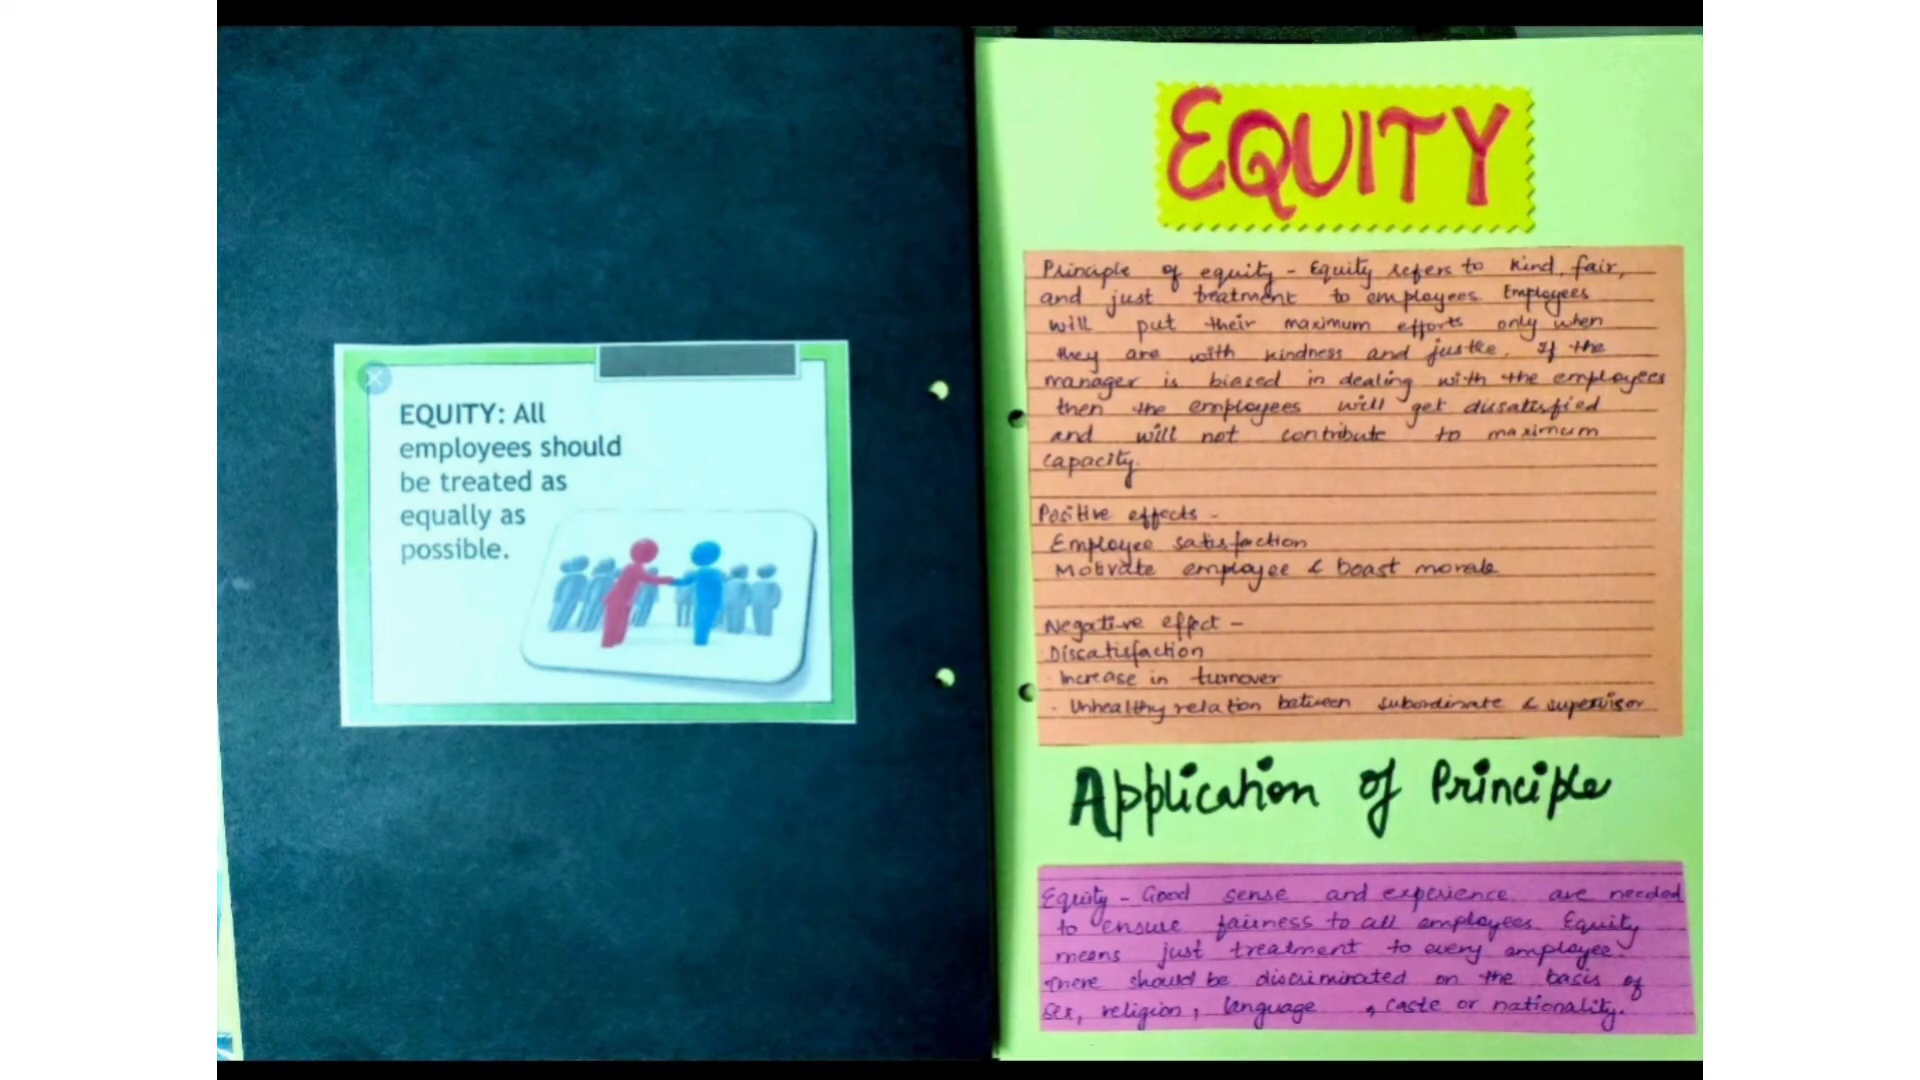 EQUITY: All
employees should
be treated as
equally as
possible.
EQUITY
Principle of equity - Equity refers to kind, fair,
and just treatment to employees. Employees
will put their maximum efforts only when
they are with kindness and justice. If the
manager is biased in dealing with the employees
then the employees will get dissatisfied
and will not contribute to maximum
capacity.
Positive effects -
Employee satisfaction
Motivate employee & boast morale
Negative effect -
Dissatisfaction
· Increase in turnover
· Unhealthy relation between subordinate & supervisor
Application of Principle
Equity - Good sense and experience are needed
to ensure fairness to all employees. Equity
means just treatment to every employee.
There should be discriminated on the basis of
sex, religion, language , caste or nationality.